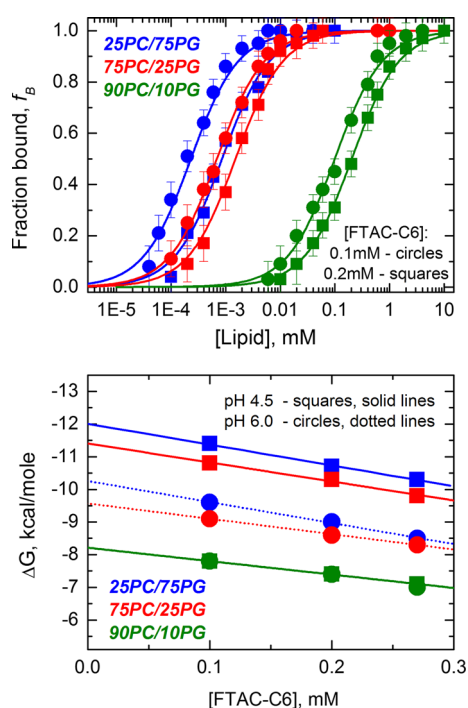 1.0
0.8
0.6
0.4
0.2
0.0
Fraction bound, fB
25PC/75PG
75PC/25PG
90PC/10PG
[FTAC-C6]:
0.1mM - circles
0.2mM - squares
1E-5 1E-4 1E-3 0.01 0.1 1 10
[Lipid], mM
-13
-12
-11
-10
-9
-8
-7
-6
ΔG, kcal/mole
pH 4.5 - squares, solid lines
pH 6.0 - circles, dotted lines
25PC/75PG
75PC/25PG
90PC/10PG
0.0 0.1 0.2 0.3
[FTAC-C6], mM